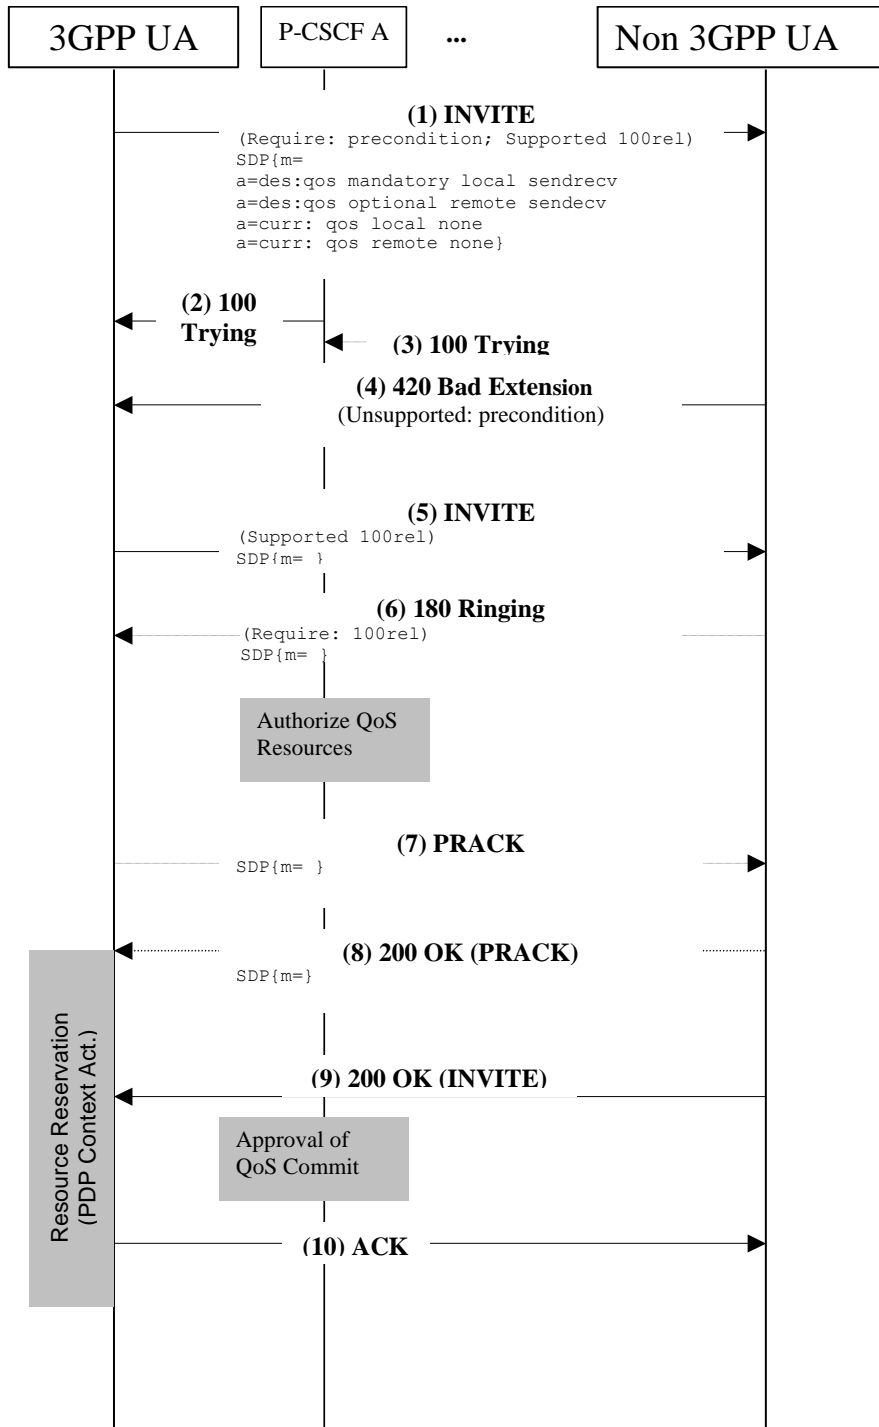 3GPP UA
P-CSCF A
...
Non 3GPP UA
(1) INVITE
(Require: precondition; Supported 100rel)
SDP{m=
a=des:qos mandatory local sendrecv
a=des:qos optional remote sendecv
a=curr: qos local none
a=curr: qos remote none}
(2) 100
Trying
(3) 100 Trying
(4) 420 Bad Extension
(Unsupported: precondition)
(5) INVITE
(Supported 100rel)
SDP{m= }
(6) 180 Ringing
(Require: 100rel)
SDP{m= }
Authorize QoS
Resources
(7) PRACK
SDP{m= }
(8) 200 OK (PRACK)
SDP{m=}
Resource Reservation
(PDP Context Act.)
(9) 200 OK (INVITE)
Approval of
QoS Commit
(10) ACK